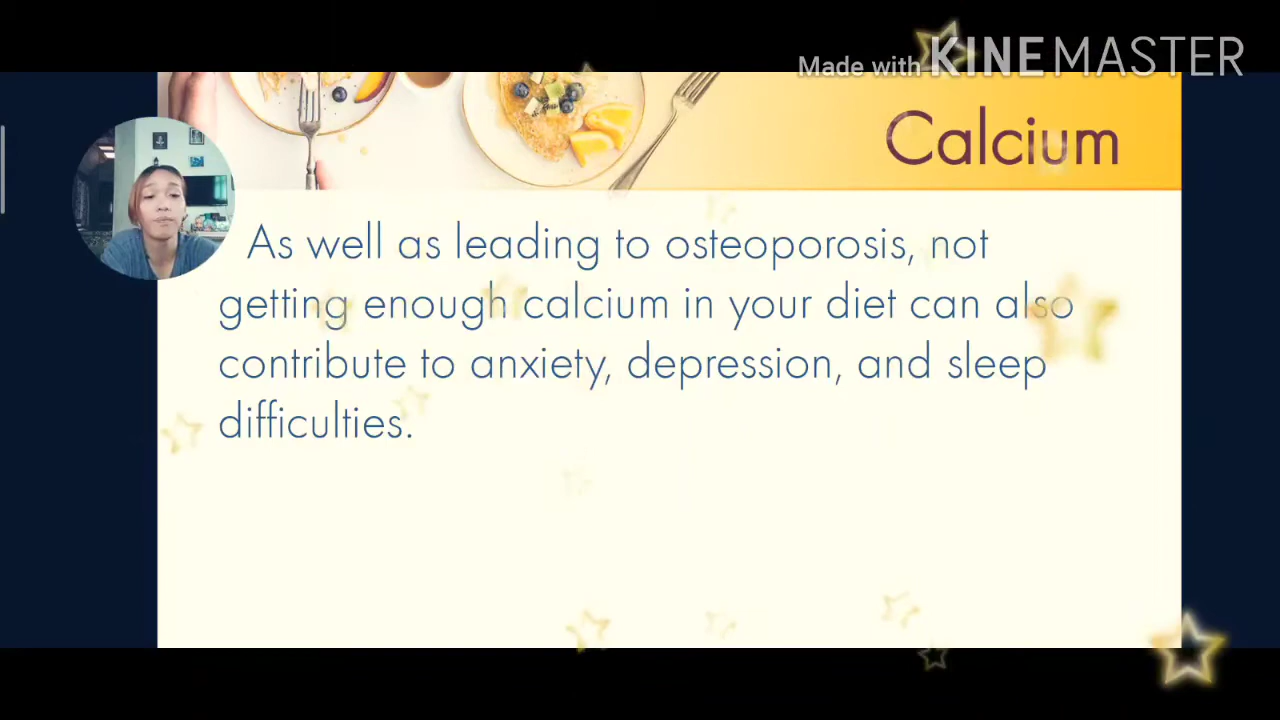 Made with KINEMASTER
Calcium
As well as leading to osteoporosis, not
getting enough calcium in your diet can also
contribute to anxiety, depression, and sleep
difficulties.